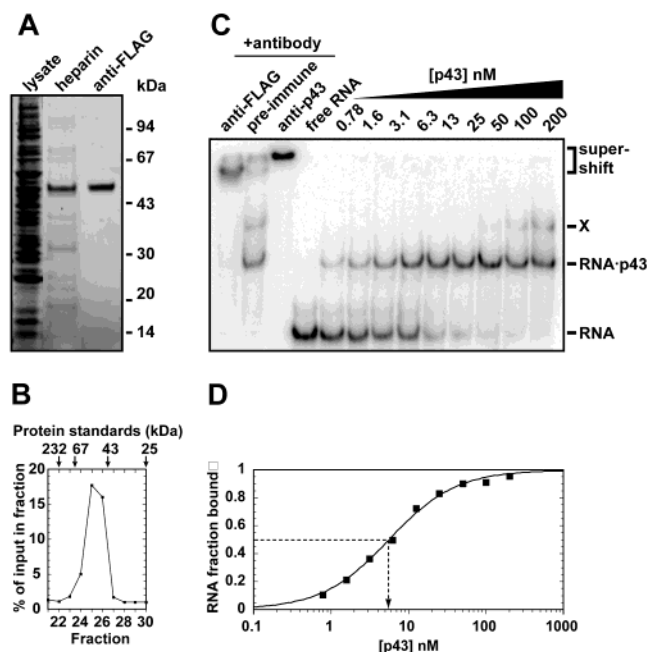 A
lysate
heparin
anti-FLAG
kDa
94
67
43
30
20
14
B
Protein standards (kDa)
232 67 43 25
% of input in fraction
20
15
10
5
0
22 24 26 28 30
Fraction
C
+antibody
anti-FLAG
pre-immune
anti-p43
free RNA
[p43] nM
0.78 1.6 3.1 6.3 13 25 50 100 200
super-
shift
X
RNA·p43
RNA
D
RNA fraction bound
1
0.8
0.6
0.4
0.2
0
0.1 1 10 100 1000
[p43] nM